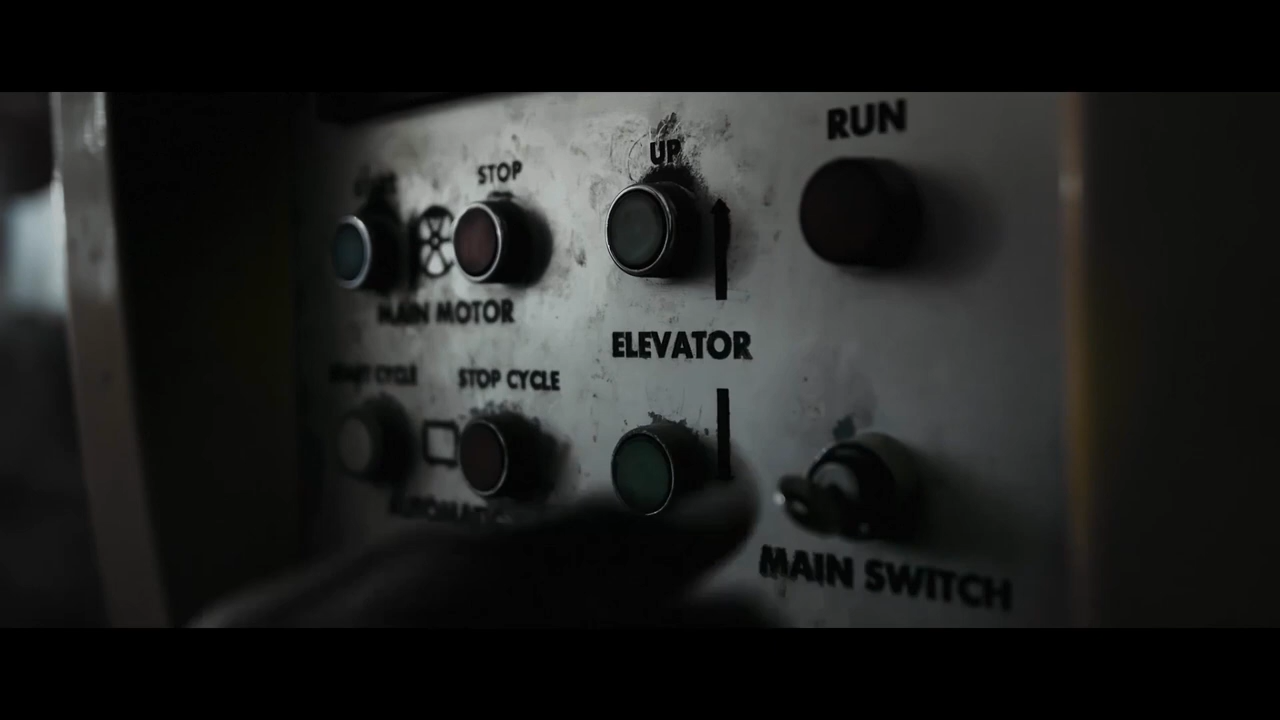 RUN
UP
STOP
MAIN MOTOR
ELEVATOR
STOP CYCLE
MAIN SWITCH